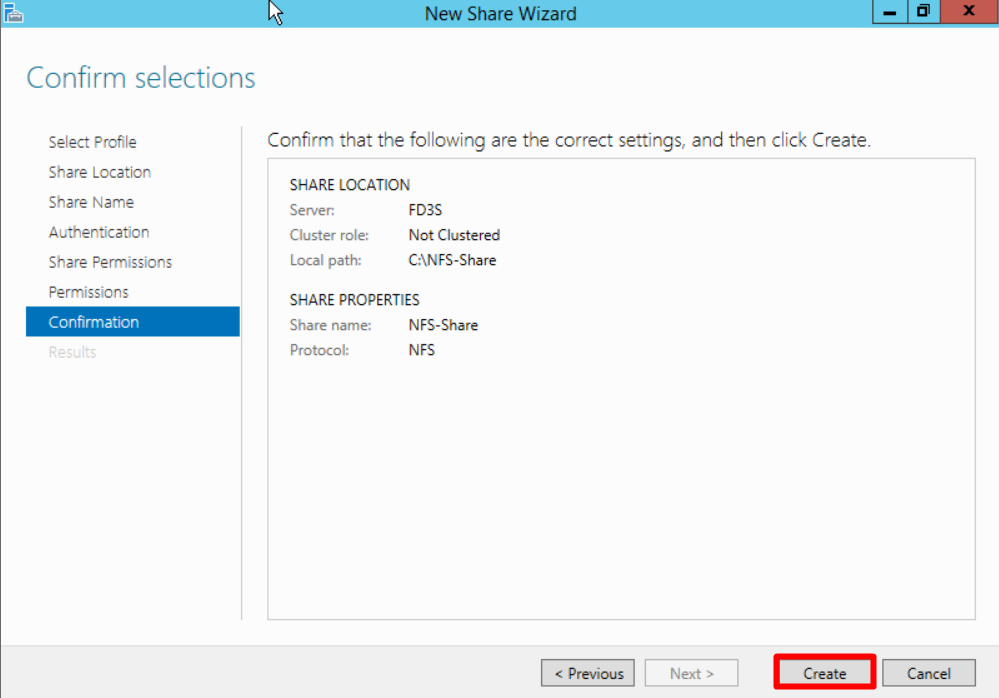 New Share Wizard
Confirm selections
Select Profile
Share Location
Share Name
Authentication
Share Permissions
Permissions
Confirmation
Results
Confirm that the following are the correct settings, and then click Create.
SHARE LOCATION
Server: FD3S
Cluster role: Not Clustered
Local path: C:\NFS-Share
SHARE PROPERTIES
Share name: NFS-Share
Protocol: NFS
< Previous Next > Create Cancel